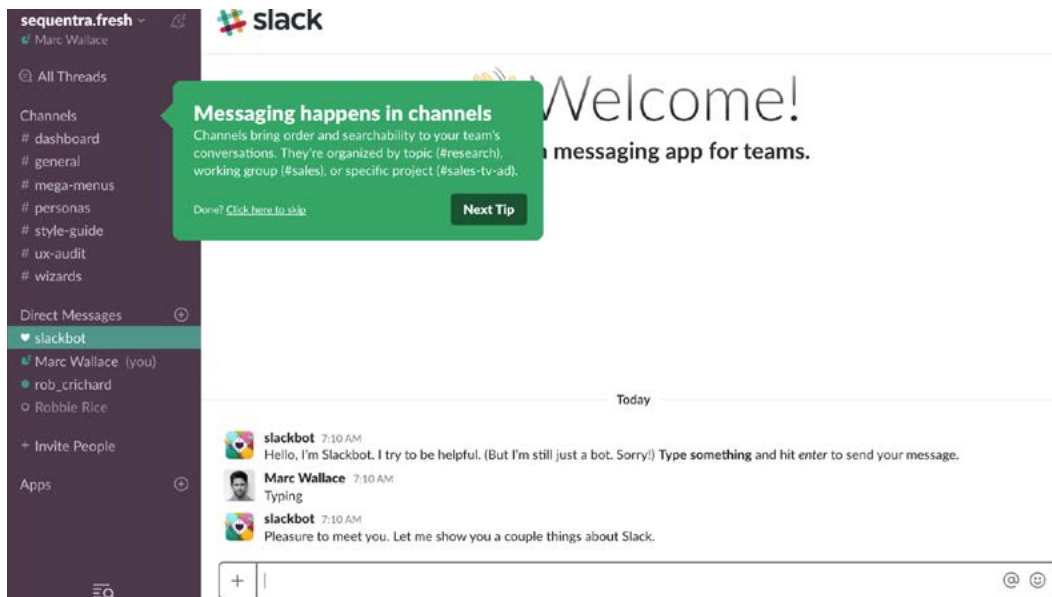 sequentra.fresh
Marc Wallace
All Threads
Channels
# dashboard
# general
# mega-menus
# personas
# style-guide
# ux-audit
# wizards
Direct Messages
slackbot
Marc Wallace (you)
rob_crichard
Robbie Rice
+ Invite People
Apps
slack
Welcome!
messaging app for teams.
Messaging happens in channels
Channels bring order and searchability to your team's
conversations. They're organized by topic (#research),
working group (#sales), or specific project (#sales-tv-ad).
Done? Click here to skip
Next Tip
Today
slackbot 7:10 AM
Hello, I'm Slackbot. I try to be helpful. (But I'm still just a bot. Sorry!) Type something and hit enter to send your message.
Marc Wallace 7:10 AM
Typing
slackbot 7:10 AM
Pleasure to meet you. Let me show you a couple things about Slack.